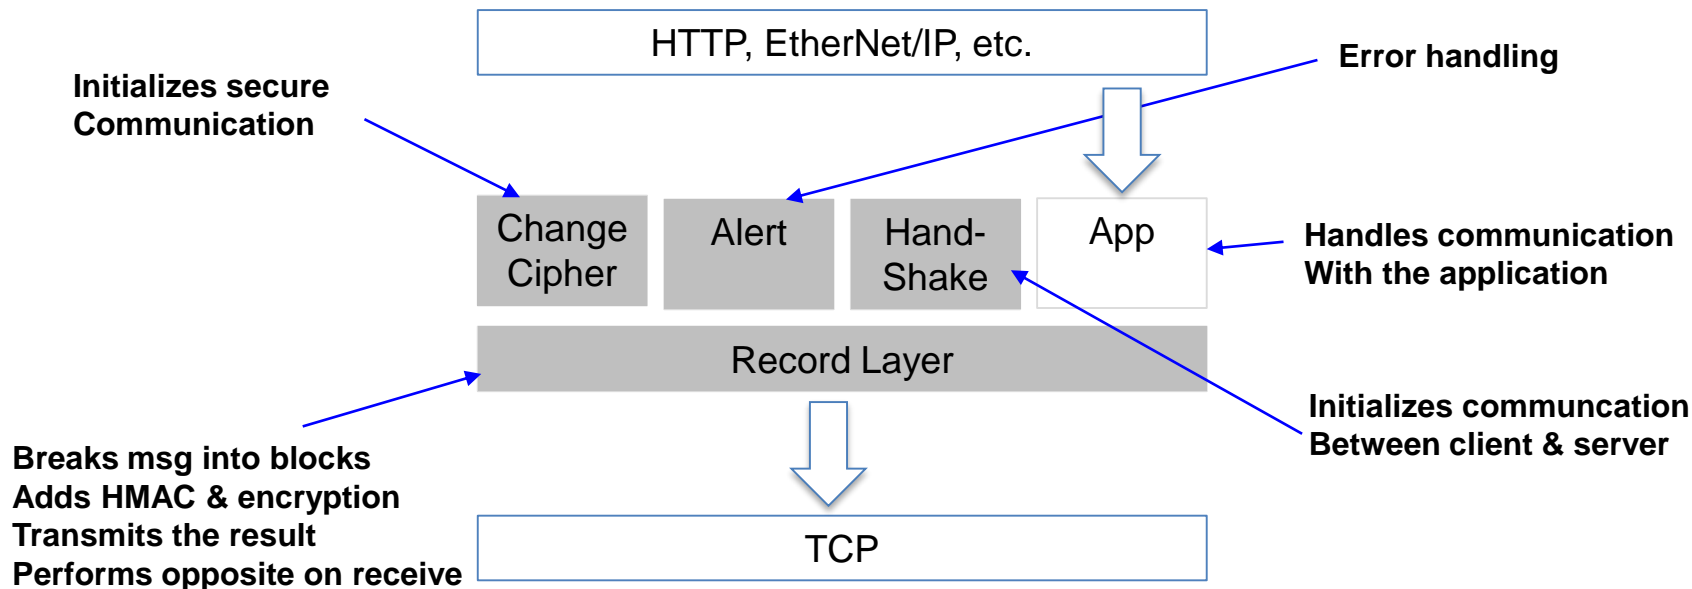 HTTP, EtherNet/IP, etc.
Error handling
Initializes secure
Communication
Change
Cipher
Alert
Hand-
Shake
App
Handles communication
With the application
Record Layer
Initializes communcation
Between client & server
Breaks msg into blocks
Adds HMAC & encryption
Transmits the result
Performs opposite on receive
TCP